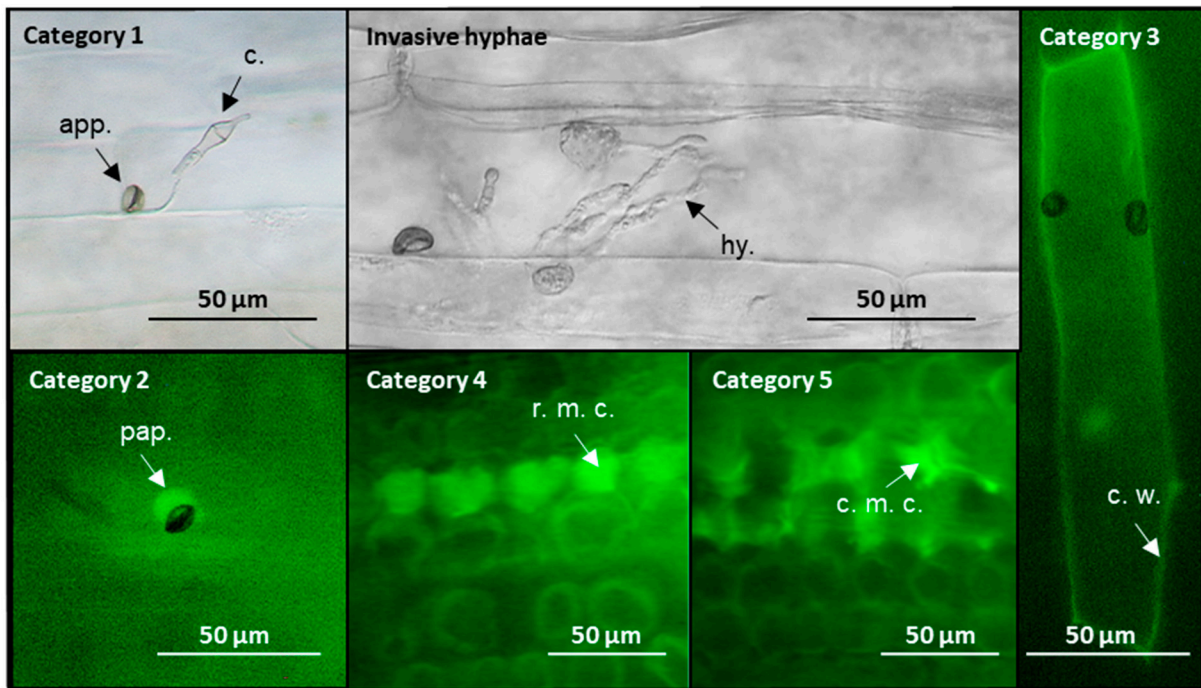 Category 1
c.
app.
50 µm
Invasive hyphae
hy.
50 µm
Category 3
c. w.
50 µm
Category 2
pap.
50 µm
Category 4
r. m. c.
50 µm
Category 5
c. m. c.
50 µm